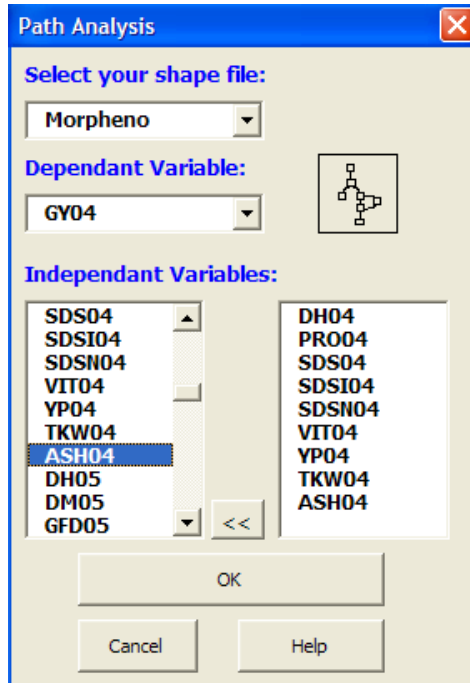 Path Analysis
Select your shape file:
Morpheno
Dependant Variable:
GY04
Independant Variables:
SDS04
SDSI04
SDSN04
VIT04
YP04
TKW04
ASH04
DH05
DM05
GFD05
<<
DH04
PRO04
SDS04
SDSI04
SDSN04
VIT04
YP04
TKW04
ASH04
OK
Cancel
Help